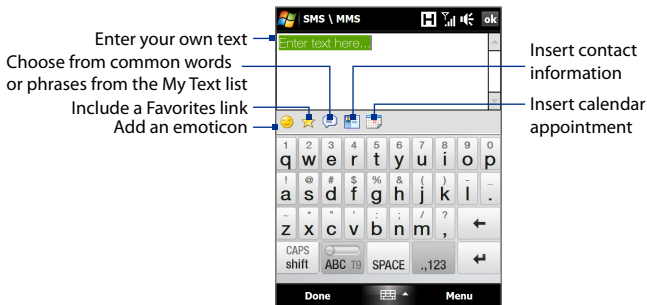 SMS \ MMS H ok
Enter your own text
Enter text here...
Choose from common words
or phrases from the My Text list
Include a Favorites link
Add an emoticon
Insert contact
information
Insert calendar
appointment
1 2 3 4 5 6 7 8 9 0
q w e r t y u i o p
! @ # $ % & ( ) - _
a s d f g h j k l .
~ " ° ' : ; / ?
z x c v b n m ,
CAPS
shift ABC T9 SPACE .,123
Done Menu